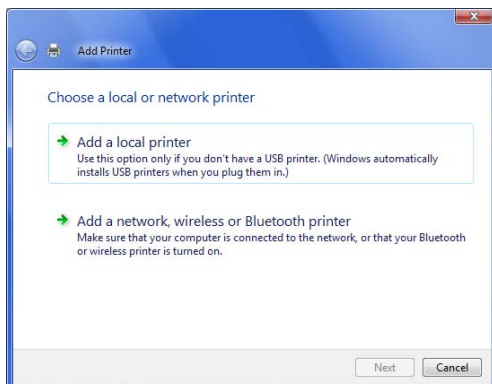 Add Printer
Choose a local or network printer
Add a local printer
Use this option only if you don't have a USB printer. (Windows automatically
installs USB printers when you plug them in.)
Add a network, wireless or Bluetooth printer
Make sure that your computer is connected to the network, or that your Bluetooth
or wireless printer is turned on.
Next Cancel